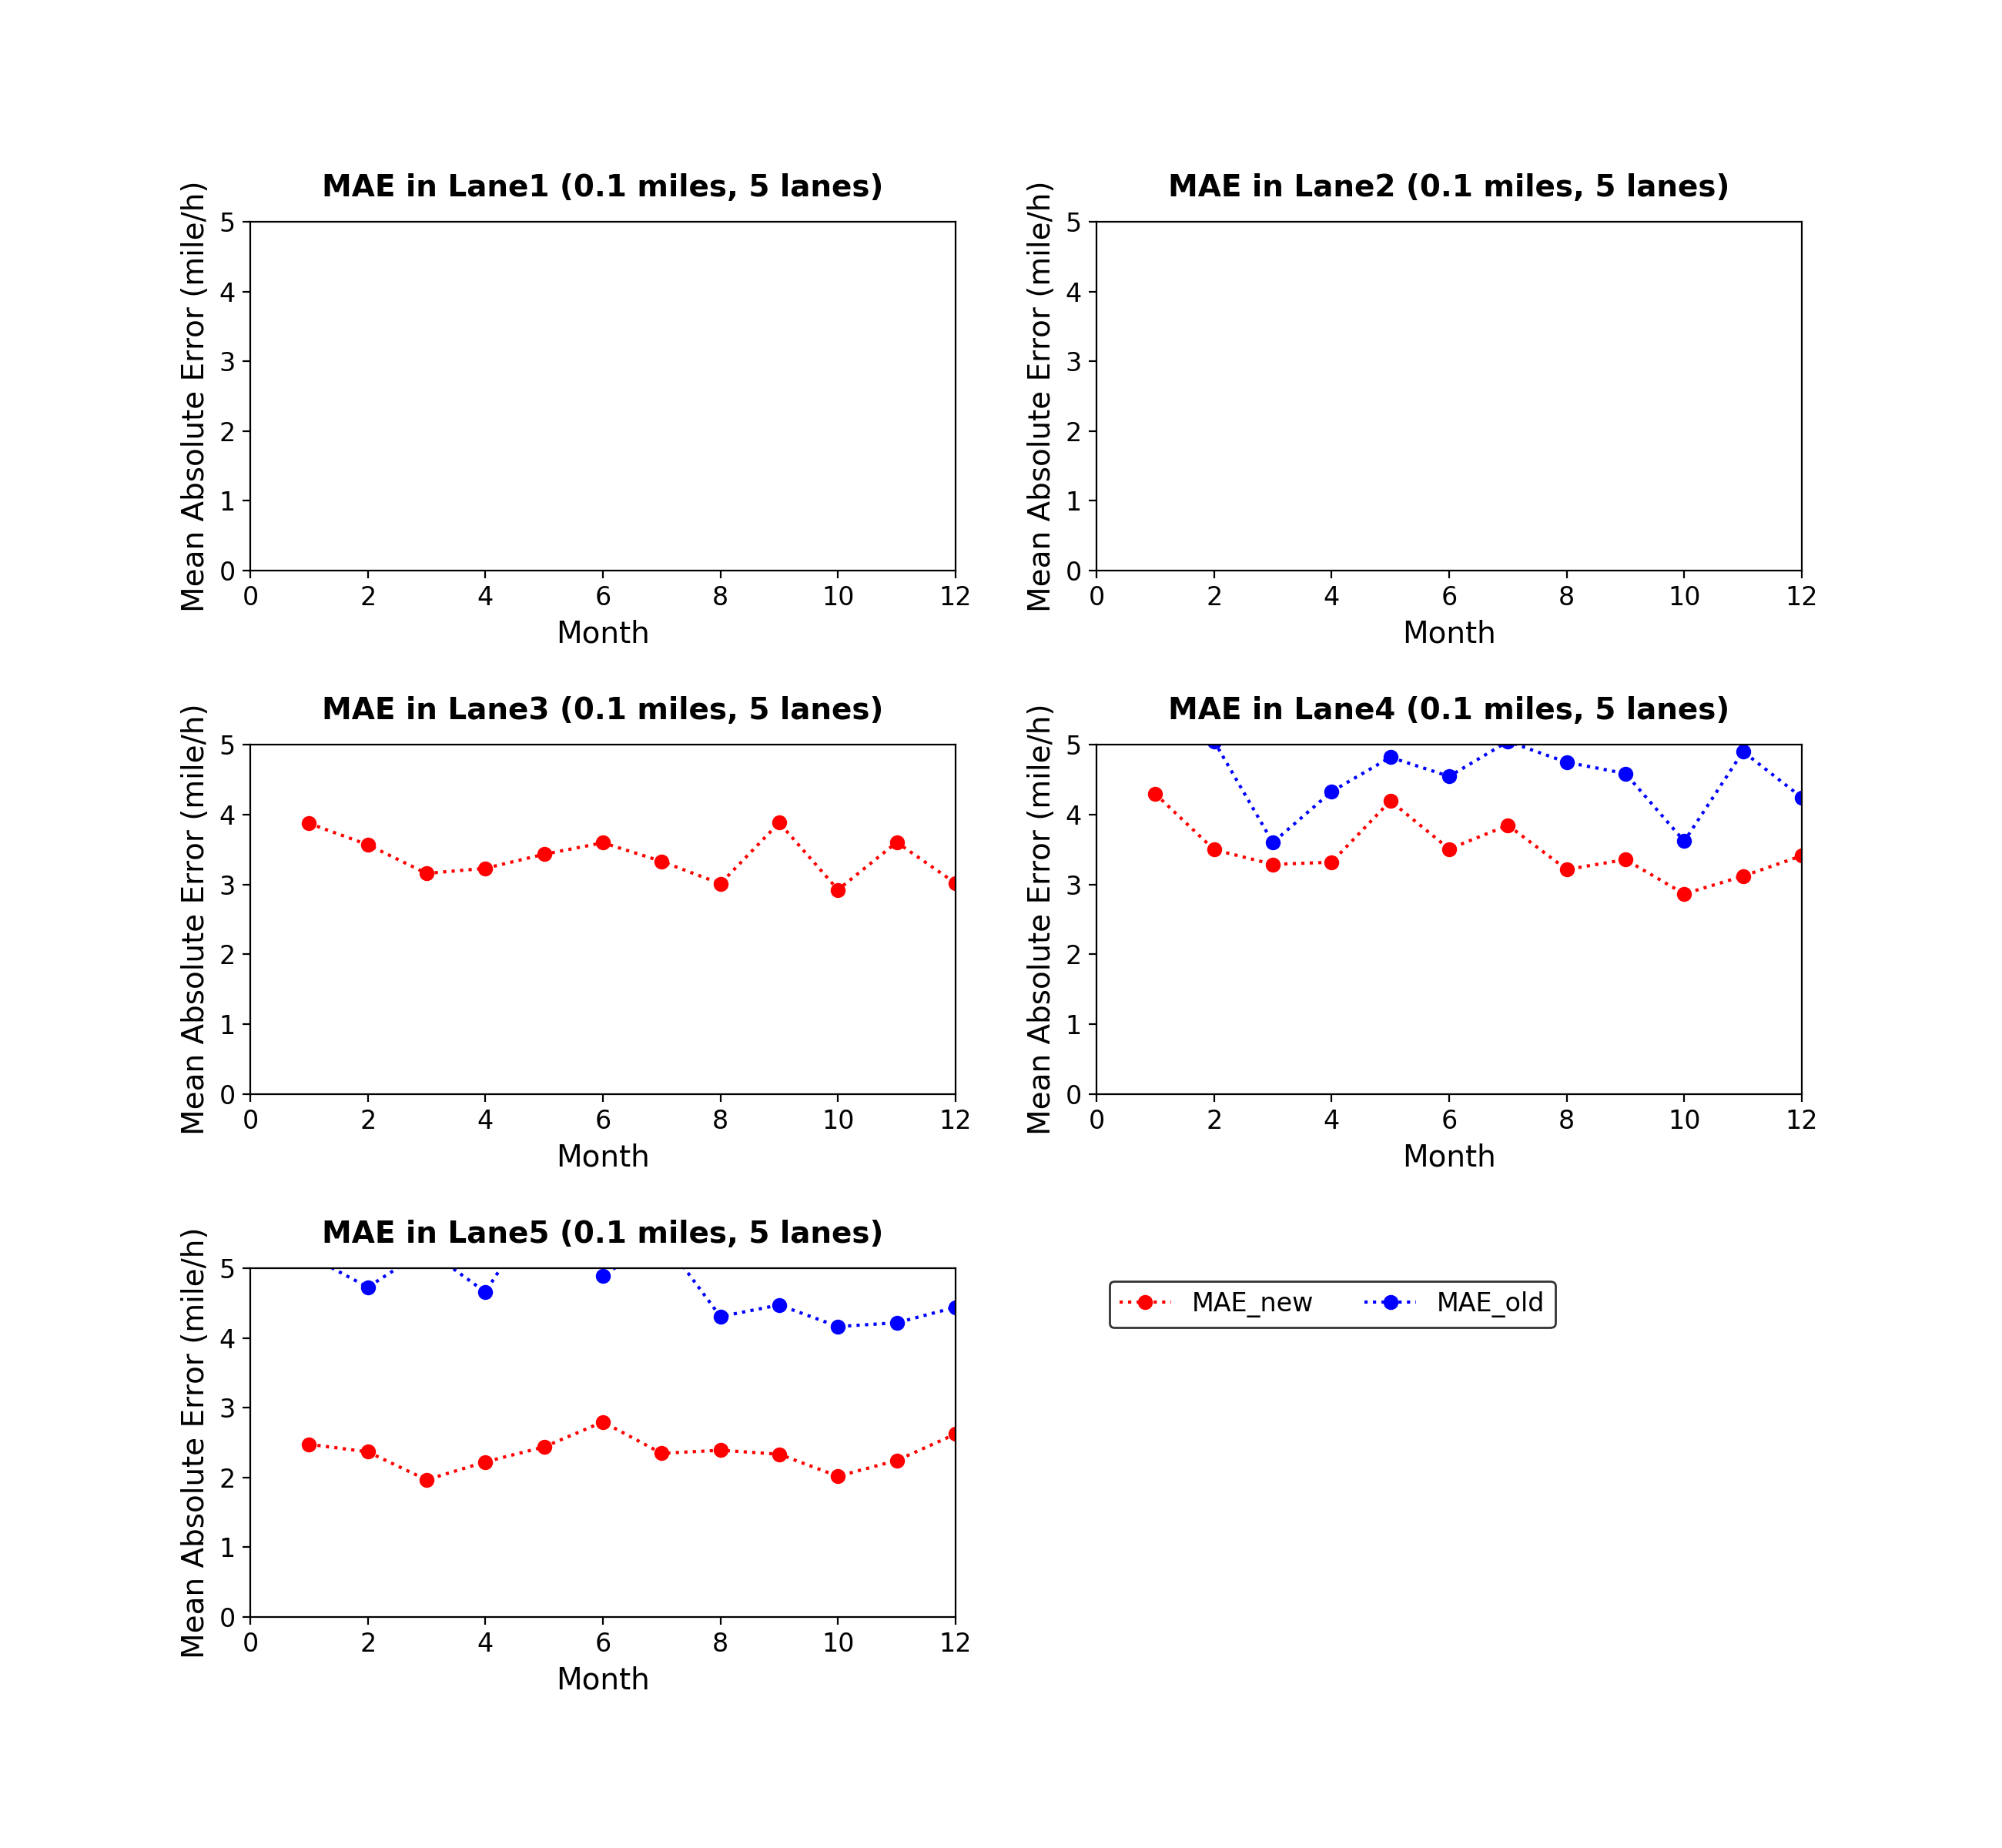 MAE in Lane1 (0.1 miles, 5 lanes)
Mean Absolute Error (mile/h)
5
4
3
2
1
0
0 2 4 6 8 10 12
Month
MAE in Lane2 (0.1 miles, 5 lanes)
Mean Absolute Error (mile/h)
5
4
3
2
1
0
0 2 4 6 8 10 12
Month
MAE in Lane3 (0.1 miles, 5 lanes)
Mean Absolute Error (mile/h)
5
4
3
2
1
0
0 2 4 6 8 10 12
Month
MAE in Lane4 (0.1 miles, 5 lanes)
Mean Absolute Error (mile/h)
5
4
3
2
1
0
0 2 4 6 8 10 12
Month
MAE in Lane5 (0.1 miles, 5 lanes)
Mean Absolute Error (mile/h)
5
4
3
2
1
0
0 2 4 6 8 10 12
Month
MAE_new MAE_old